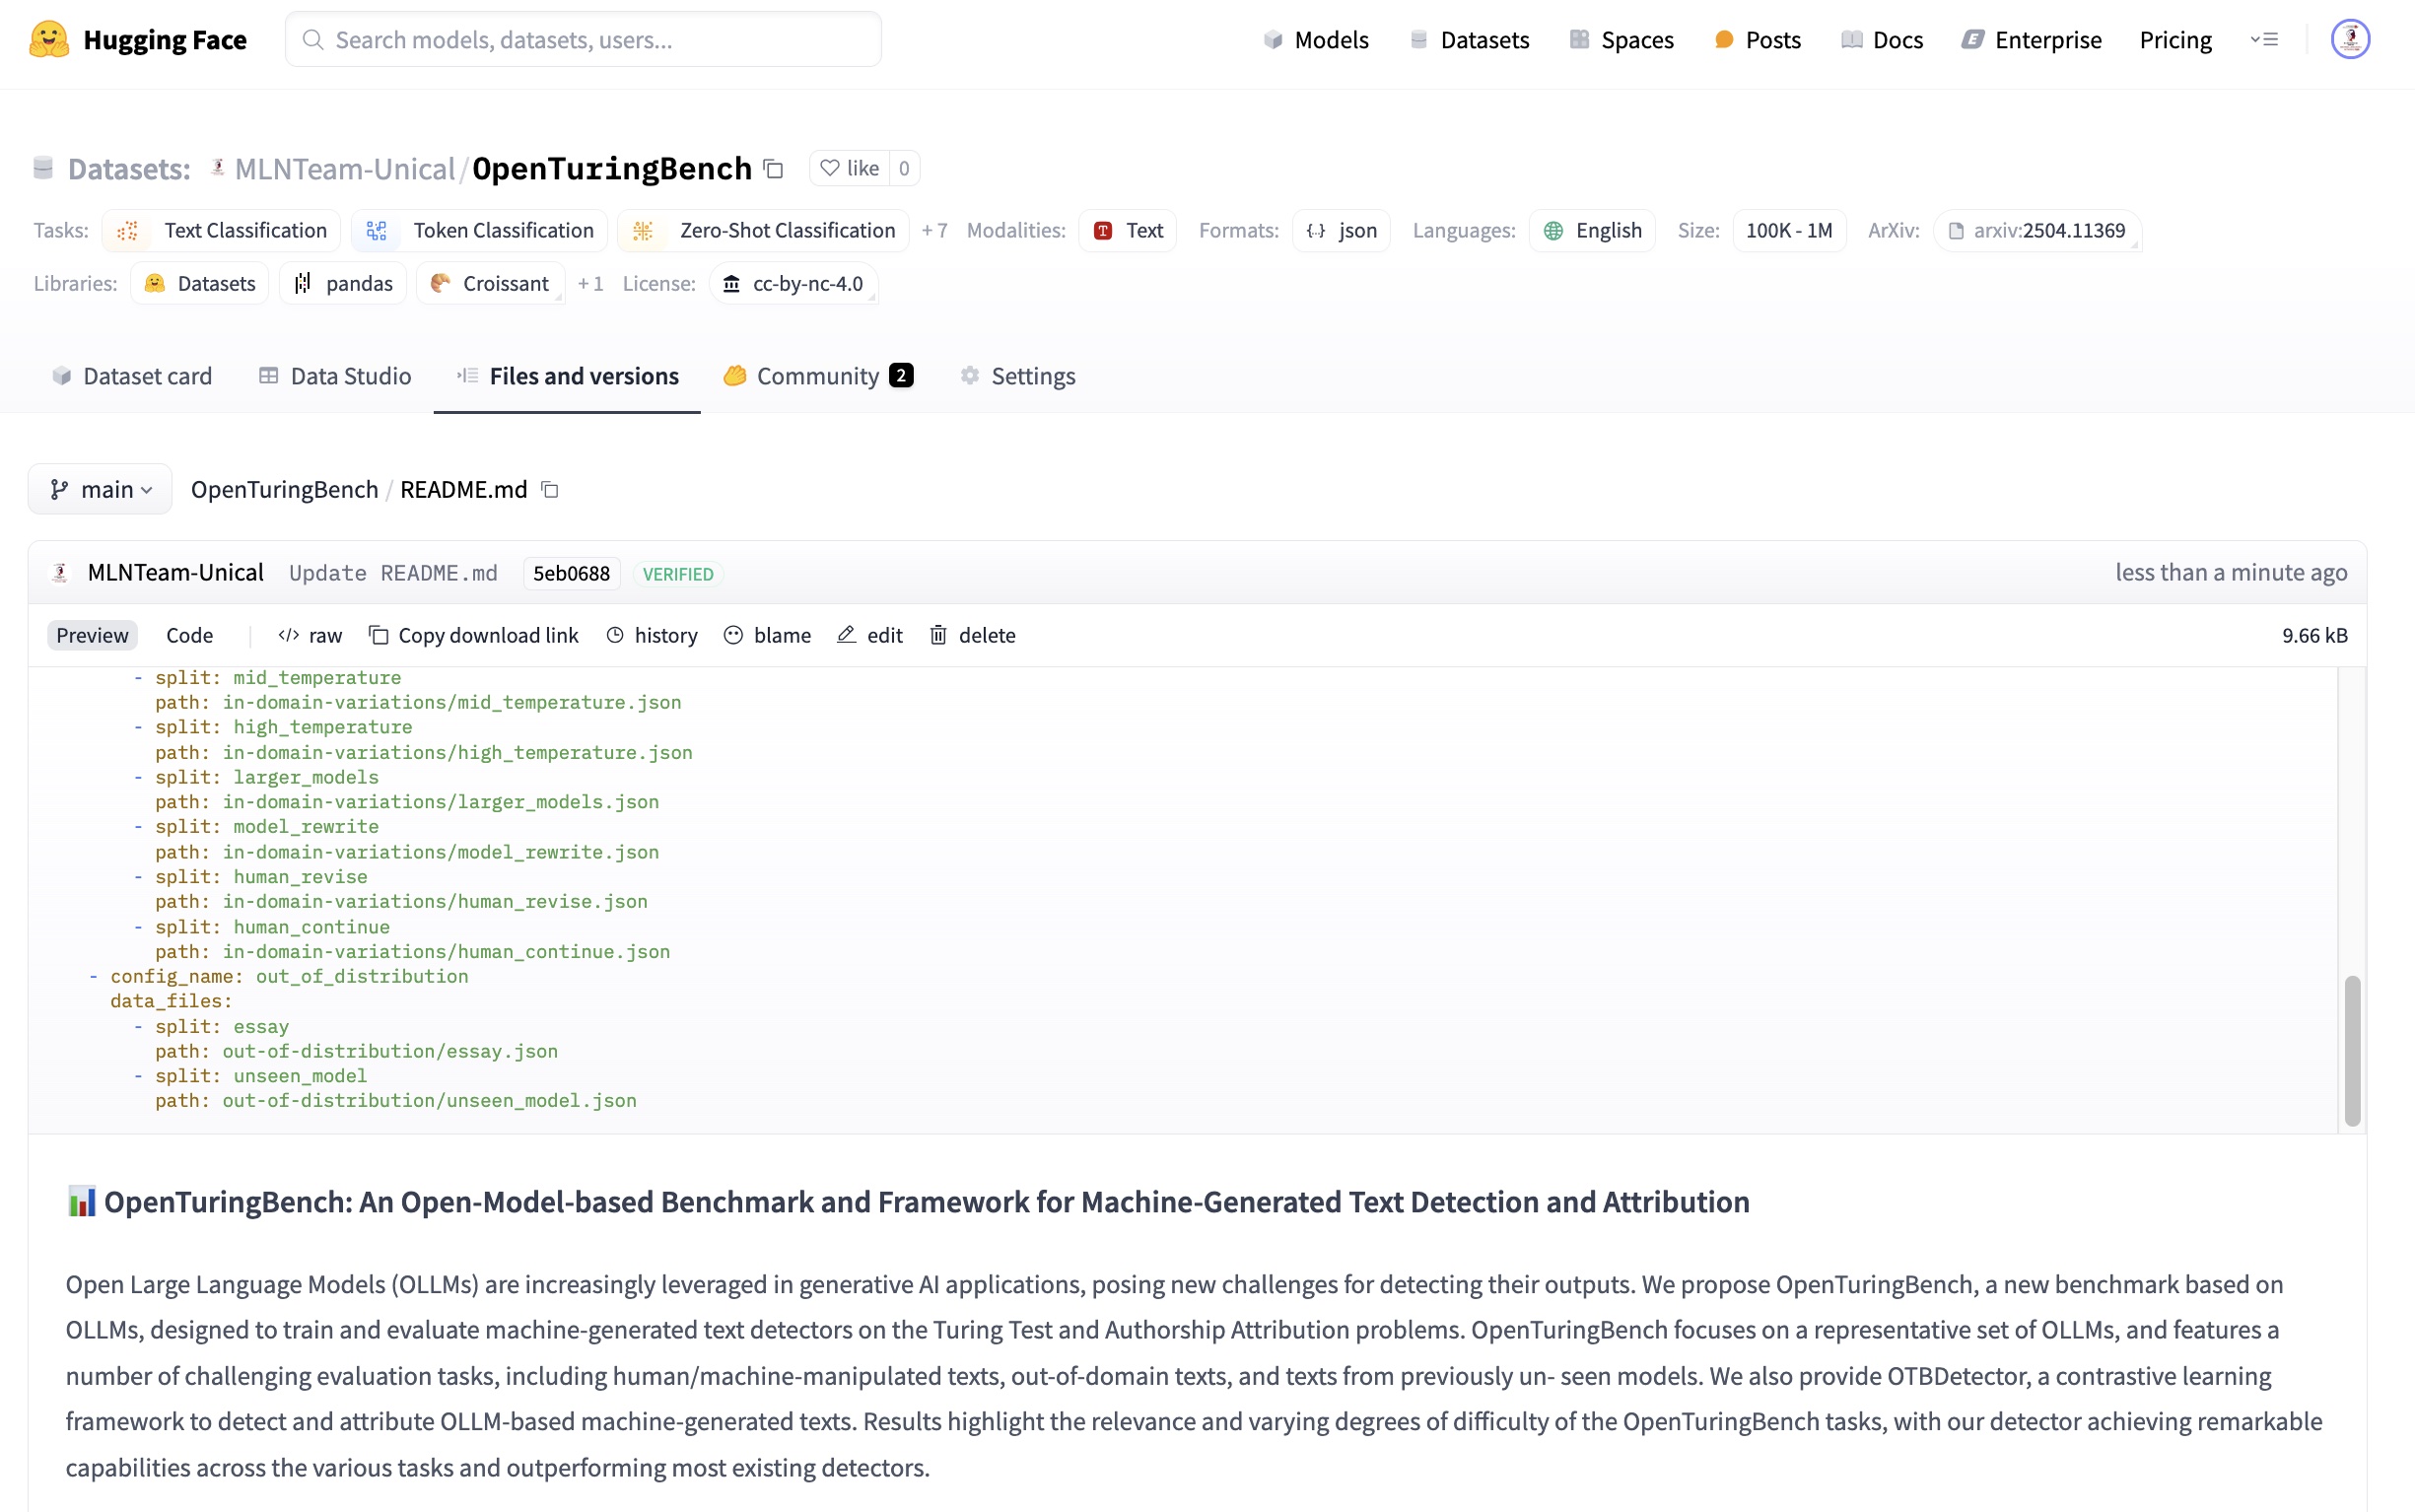 Hugging Face Search models, datasets, users... Models Datasets Spaces Posts Docs Enterprise Pricing
Datasets: MLNTeam-Unical/OpenTuringBench like 0
Tasks: Text Classification Token Classification Zero-Shot Classification + 7 Modalities: Text Formats: json Languages: English Size: 100K - 1M ArXiv: arxiv:2504.11369
Libraries: Datasets pandas Croissant + 1 License: cc-by-nc-4.0
Dataset card Data Studio Files and versions Community 2 Settings
main OpenTuringBench / README.md
MLNTeam-Unical Update README.md 5eb0688 VERIFIED less than a minute ago
Preview Code </> raw Copy download link history blame edit delete 9.66 kB
- split: mid_temperature
path: in-domain-variations/mid_temperature.json
- split: high_temperature
path: in-domain-variations/high_temperature.json
- split: larger_models
path: in-domain-variations/larger_models.json
- split: model_rewrite
path: in-domain-variations/model_rewrite.json
- split: human_revise
path: in-domain-variations/human_revise.json
- split: human_continue
path: in-domain-variations/human_continue.json
- config_name: out_of_distribution
data_files:
- split: essay
path: out-of-distribution/essay.json
- split: unseen_model
path: out-of-distribution/unseen_model.json
📊 OpenTuringBench: An Open-Model-based Benchmark and Framework for Machine-Generated Text Detection and Attribution
Open Large Language Models (OLLMs) are increasingly leveraged in generative AI applications, posing new challenges for detecting their outputs. We propose OpenTuringBench, a new benchmark based on
OLLMs, designed to train and evaluate machine-generated text detectors on the Turing Test and Authorship Attribution problems. OpenTuringBench focuses on a representative set of OLLMs, and features a
number of challenging evaluation tasks, including human/machine-manipulated texts, out-of-domain texts, and texts from previously un- seen models. We also provide OTBDetector, a contrastive learning
framework to detect and attribute OLLM-based machine-generated texts. Results highlight the relevance and varying degrees of difficulty of the OpenTuringBench tasks, with our detector achieving remarkable
capabilities across the various tasks and outperforming most existing detectors.